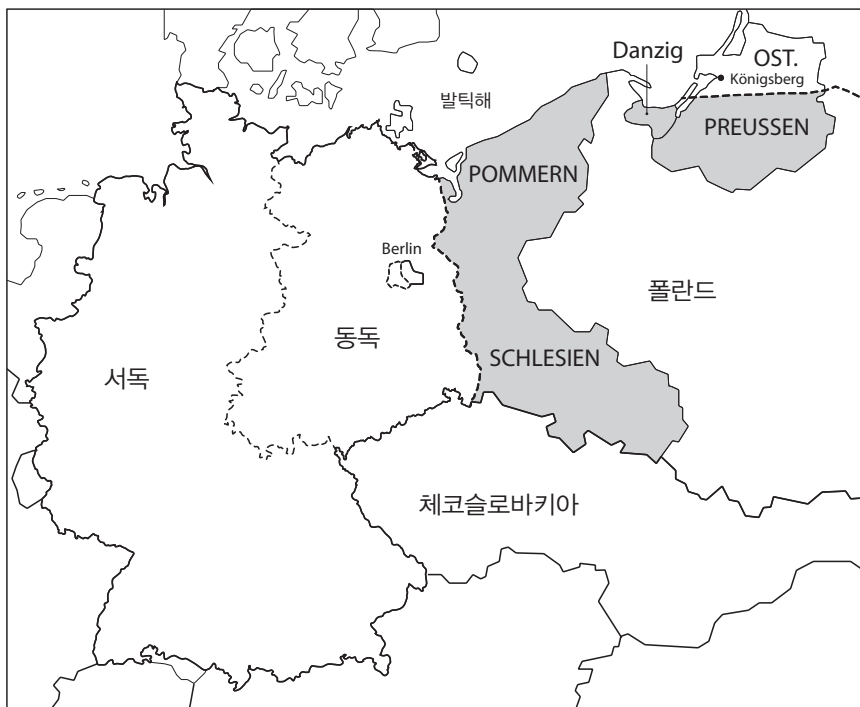 Danzig
OST.
Königsberg
발틱해
PREUSSEN
POMMERN
Berlin
폴란드
동독
SCHLESIEN
서독
체코슬로바키아